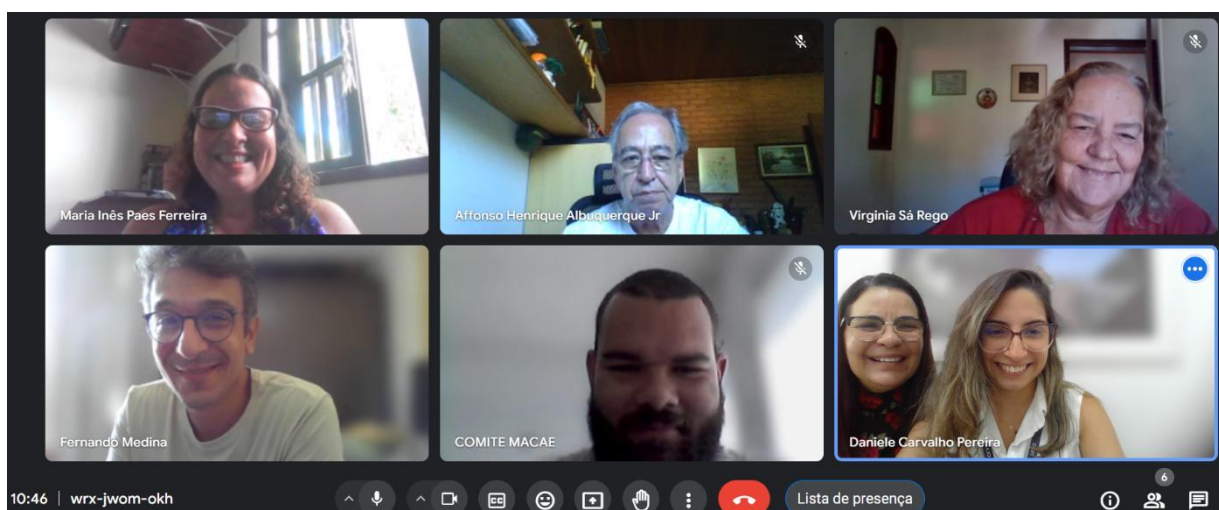 Maria Inês Paes Ferreira
Affonso Henrique Albuquerque Jr
Virginia Sá Rego
Fernando Medina
COMITE MACAE
Daniele Carvalho Pereira
6
10:46 | wrx-jwom-okh
CC
Lista de presença